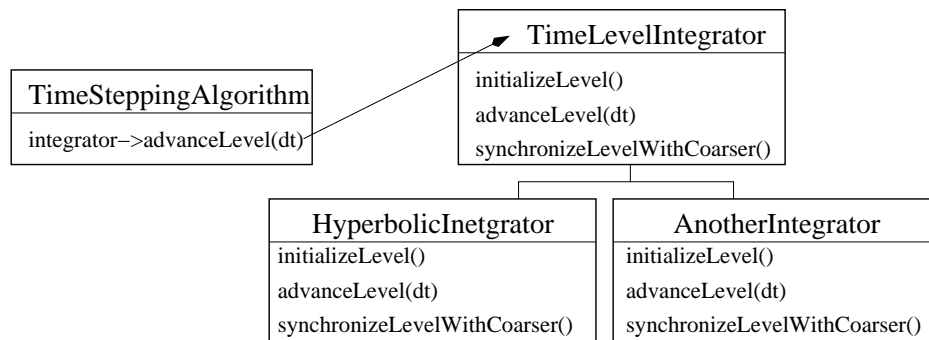 TimeLevelIntegrator
initializeLevel()
advanceLevel(dt)
synchronizeLevelWithCoarser()
TimeSteppingAlgorithm
integrator−>advanceLevel(dt)
HyperbolicInetgrator
initializeLevel()
advanceLevel(dt)
synchronizeLevelWithCoarser()
AnotherIntegrator
initializeLevel()
advanceLevel(dt)
synchronizeLevelWithCoarser()